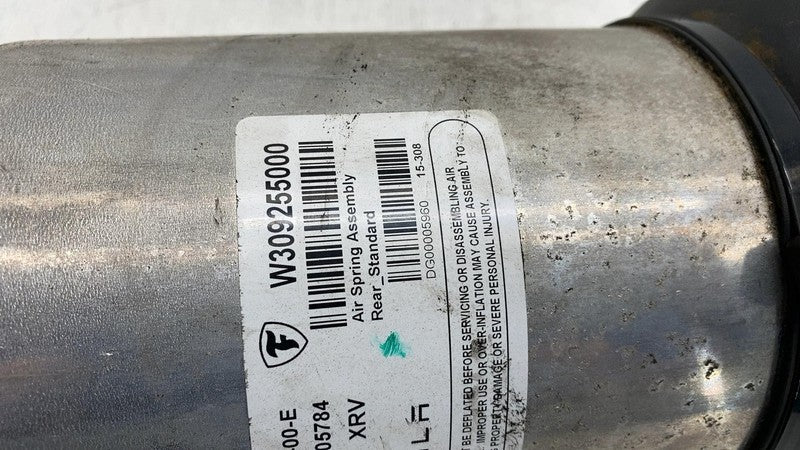 W309255000
Air Spring Assembly
Rear_Standard
DG00005960 15-308
00-E
05784
XRV
BE DEFLATED BEFORE SERVICING OR DISASSEMBLING.AIR
IMPROPER USE OR OVER-INFLATION MAY CAUSE ASSEMBLY TO
PROPERTY DAMAGE OR SEVERE PERSONAL INJURY.